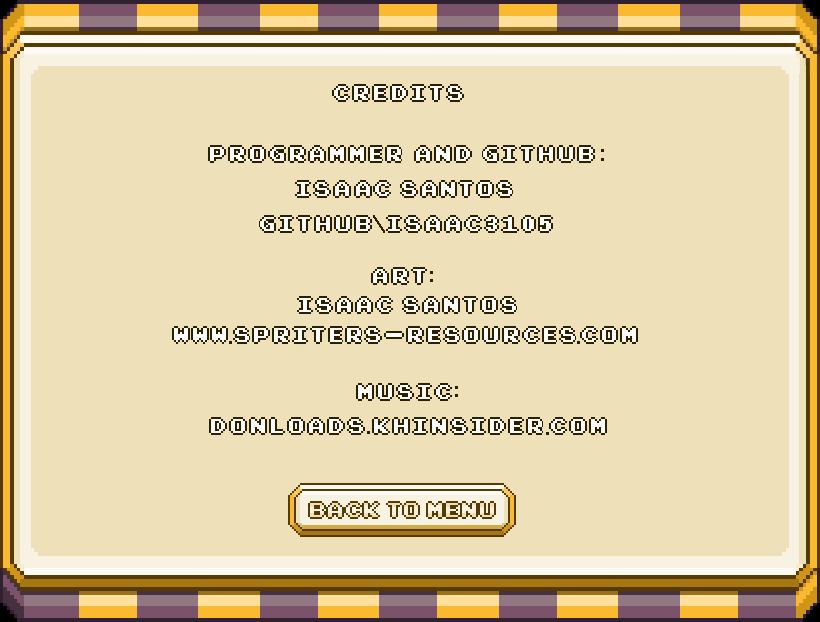 CREDITS
PROGRAMMER AND GITHUB:
ISAAC SANTOS
GITHUB\ISAAC3105
ART:
ISAAC SANTOS
WWW.SPRITERS-RESOURCES.COM
MUSIC:
DONLOADS.KHINSIDER.COM
BACK TO MENU